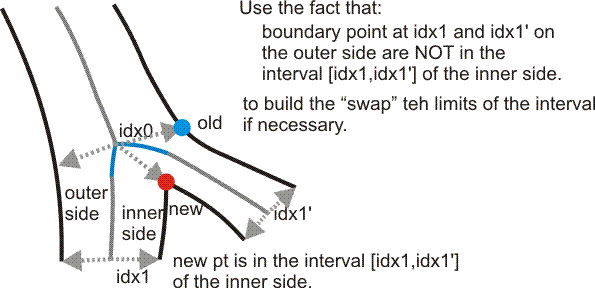 Use the fact that:
boundary point at idx1 and idx1' on
the outer side are NOT in the
interval [idx1,idx1'] of the inner side.
to build the “swap” teh limits of the interval
if necessary.
idx0
old
outer
side
inner
side
new
idx1'
idx1
new pt is in the interval [idx1,idx1']
of the inner side.